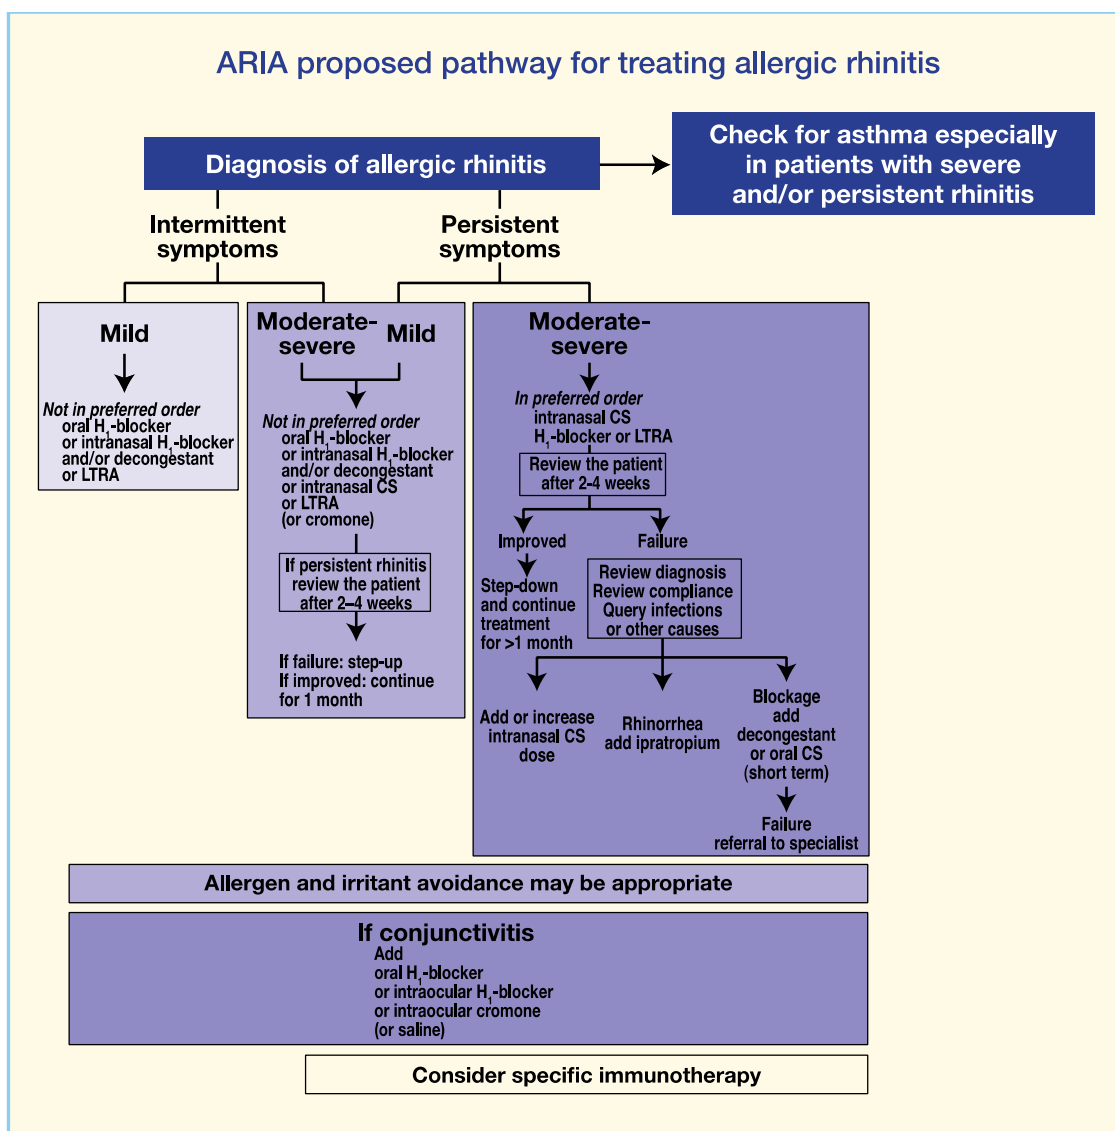 ARIA proposed pathway for treating allergic rhinitis
Diagnosis of allergic rhinitis
Check for asthma especially
in patients with severe
and/or persistent rhinitis
Intermittent
symptoms
Persistent
symptoms
Mild
Not in preferred order
oral H₁-blocker
or intranasal H₁-blocker
and/or decongestant
or LTRA
Moderate-
severe
Mild
Not in preferred order
oral H₁-blocker
or intranasal H₁-blocker
and/or decongestant
or intranasal CS
or LTRA
(or cromone)
If persistent rhinitis
review the patient
after 2–4 weeks
If failure: step-up
If improved: continue
for 1 month
Moderate-
severe
In preferred order
intranasal CS
H₁-blocker or LTRA
Review the patient
after 2-4 weeks
Improved
Step-down
and continue
treatment
for >1 month
Failure
Review diagnosis
Review compliance
Query infections
or other causes
Add or increase
intranasal CS
dose
Rhinorrhea
add ipratropium
Blockage
add
decongestant
or oral CS
(short term)
Failure
referral to specialist
Allergen and irritant avoidance may be appropriate
If conjunctivitis
Add
oral H₁-blocker
or intraocular H₁-blocker
or intraocular cromone
(or saline)
Consider specific immunotherapy